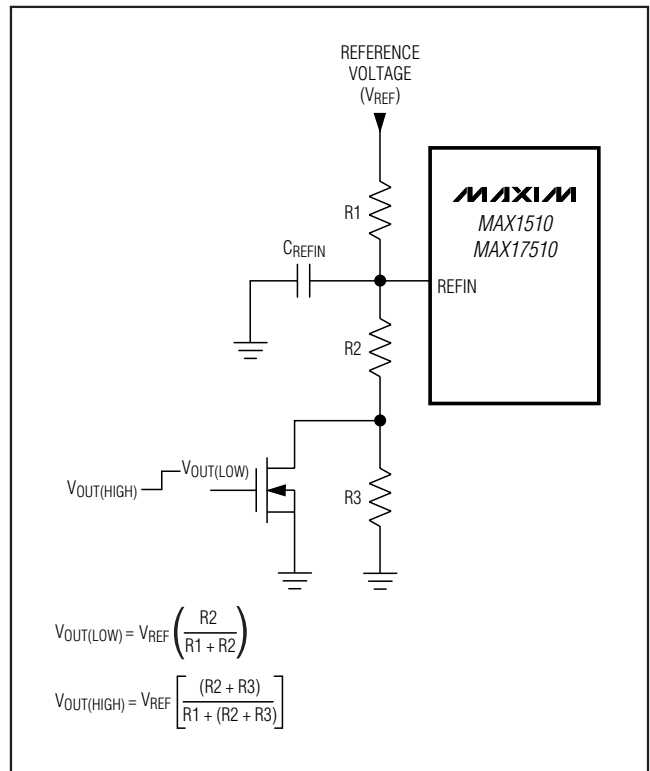 REFERENCE
VOLTAGE
(VREF)
R1
MAXIM
MAX1510
MAX17510
CREFIN
REFIN
R2
VOUT(HIGH)
VOUT(LOW)
R3
VOUT(LOW) = VREF ( R2 / R1 + R2 )
VOUT(HIGH) = VREF [ (R2 + R3) / R1 + (R2 + R3) ]